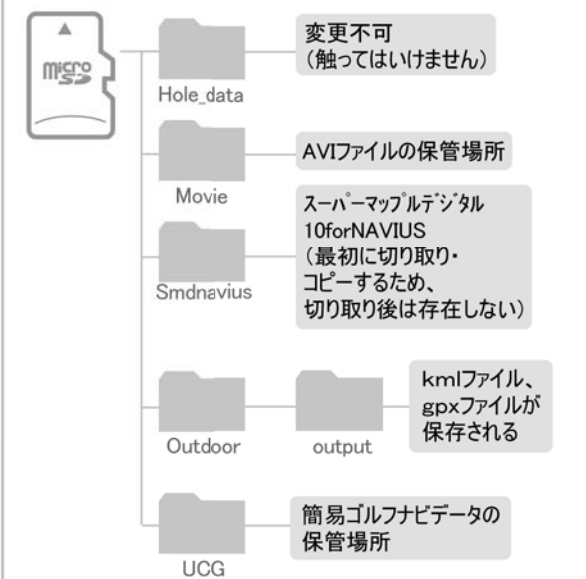 micro
SD
変更不可
（触ってはいけません）
Hole_data
AVIファイルの保管場所
Movie
ｽｰﾊﾟｰﾏｯﾌﾟﾙﾃﾞｼﾞﾀﾙ
10forNAVIUS
（最初に切り取り・
コピーするため、
切り取り後は存在しない）
Smdnavius
kmlファイル、
gpxファイルが
保存される
Outdoor
output
簡易ゴルフナビデータの
保管場所
UCG